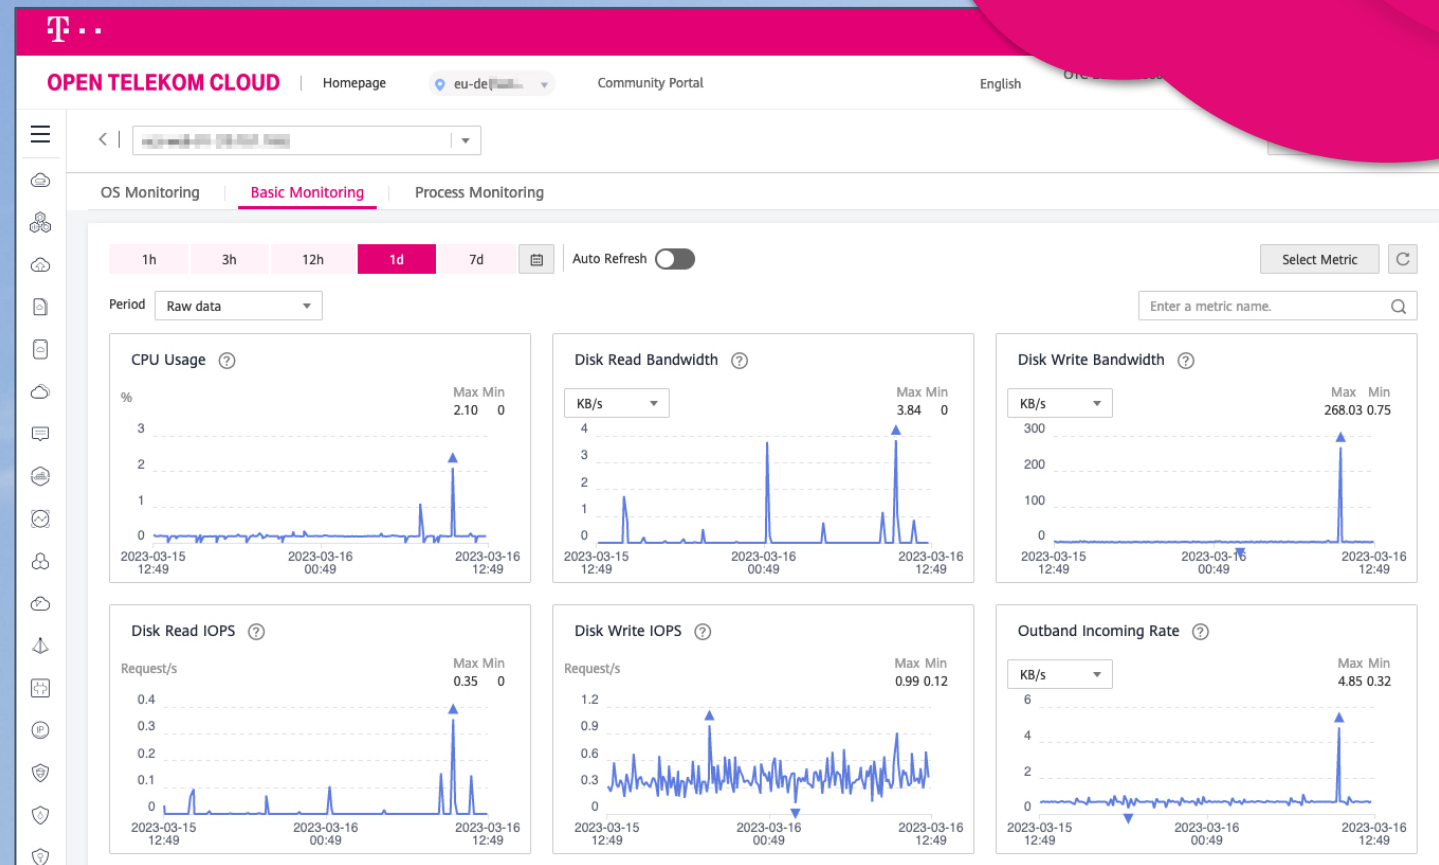 T
OPEN TELEKOM CLOUD
Homepage
eu-de
Community Portal
English
OS Monitoring
Basic Monitoring
Process Monitoring
1h
3h
12h
1d
7d
Auto Refresh
Select Metric
Period
Raw data
Enter a metric name.
CPU Usage ?
%
Max Min
2.10 0
3
2
1
0
2023-03-15
12:49
2023-03-16
00:49
2023-03-16
12:49
Disk Read Bandwidth ?
KB/s
Max Min
3.84 0
4
3
2
1
0
2023-03-15
12:49
2023-03-16
00:49
2023-03-16
12:49
Disk Write Bandwidth ?
KB/s
Max Min
268.03 0.75
300
200
100
0
2023-03-15
12:49
2023-03-16
00:49
2023-03-16
12:49
Disk Read IOPS ?
Request/s
Max Min
0.35 0
0.4
0.3
0.2
0.1
0
2023-03-15
12:49
2023-03-16
00:49
2023-03-16
12:49
Disk Write IOPS ?
Request/s
Max Min
0.99 0.12
1.2
0.9
0.6
0.3
0
2023-03-15
12:49
2023-03-16
00:49
2023-03-16
12:49
Outband Incoming Rate ?
KB/s
Max Min
4.85 0.32
6
4
2
0
2023-03-15
12:49
2023-03-16
00:49
2023-03-16
12:49
IP